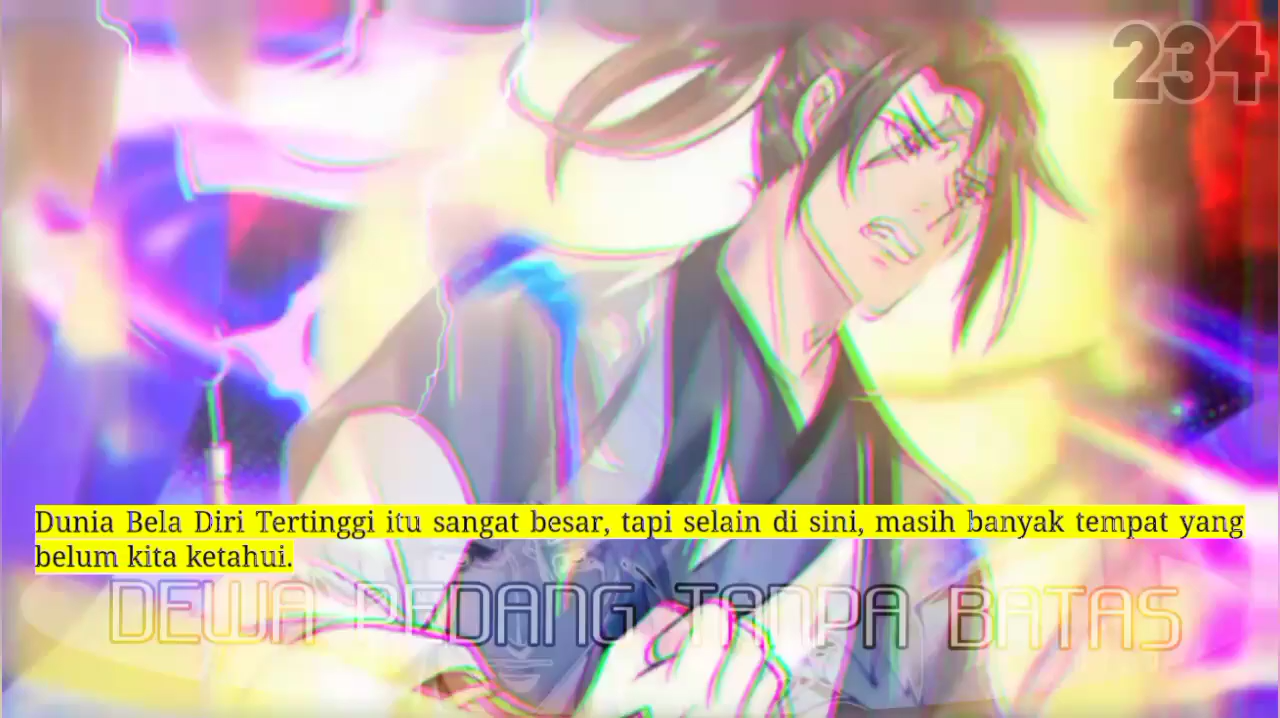 234
Dunia Bela Diri Tertinggi itu sangat besar, tapi selain di sini, masih banyak tempat yang
belum kita ketahui.
DEWA PEDANG TANPA BATAS